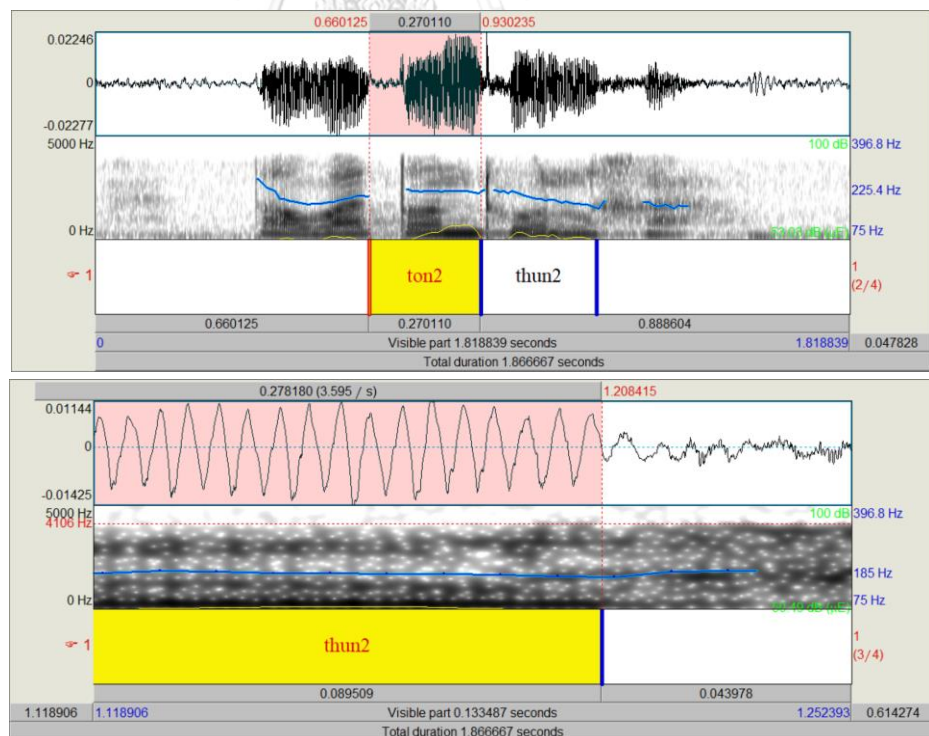 0.660125 0.270110 0.930235
0.02246
0
-0.02277
5000 Hz 100 dB 396.8 Hz
225.4 Hz
0 Hz 75 Hz
1 ton2 thun2 1
(2/4)
0.660125 0.270110 0.888604
0 Visible part 1.818839 seconds 1.818839 0.047828
Total duration 1.866667 seconds
0.278180 (3.595 / s) 1.208415
0.01144
0
-0.01425
5000 Hz 100 dB 396.8 Hz
4106 Hz
185 Hz
0 Hz 75 Hz
1 thun2 1
(3/4)
0.089509 0.043978
1.118906 1.118906 Visible part 0.133487 seconds 1.252393 0.614274
Total duration 1.866667 seconds